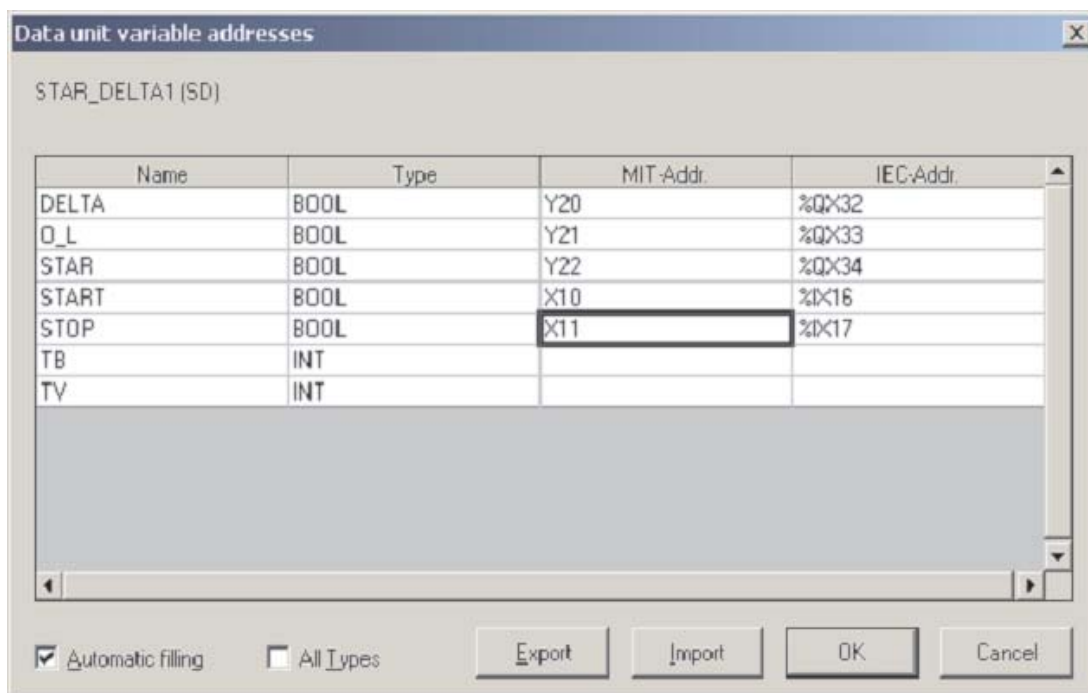 Data unit variable addresses
STAR_DELTA1 (SD)
Name Type MIT-Addr. IEC-Addr.
DELTA BOOL Y20 %QX32
O_L BOOL Y21 %QX33
STAR BOOL Y22 %QX34
START BOOL X10 %IX16
STOP BOOL X11 %IX17
TB INT
TV INT
Automatic filling All Types Export Import OK Cancel